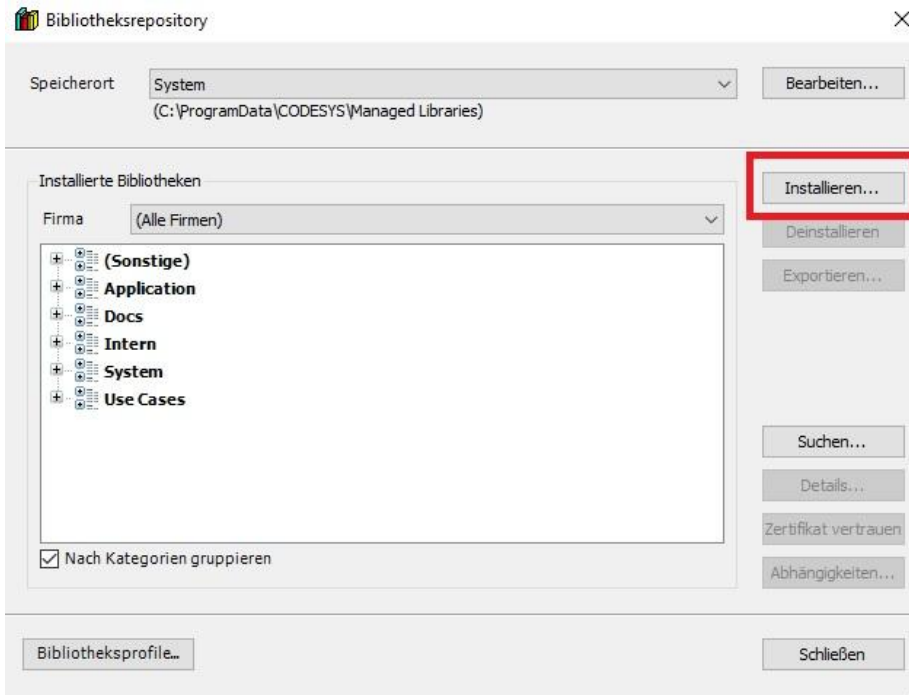 Bibliotheksrepository
Speicherort
System
Bearbeiten...
(C:\ProgramData\CODESYS\Managed Libraries)
Installierte Bibliotheken
Installieren...
Firma
(Alle Firmen)
Deinstallieren
(Sonstige)
Exportieren...
Application
Docs
Intern
System
Use Cases
Suchen...
Details...
Zertifikat vertrauen
Nach Kategorien gruppieren
Abhängigkeiten...
Bibliotheksprofile...
Schließen